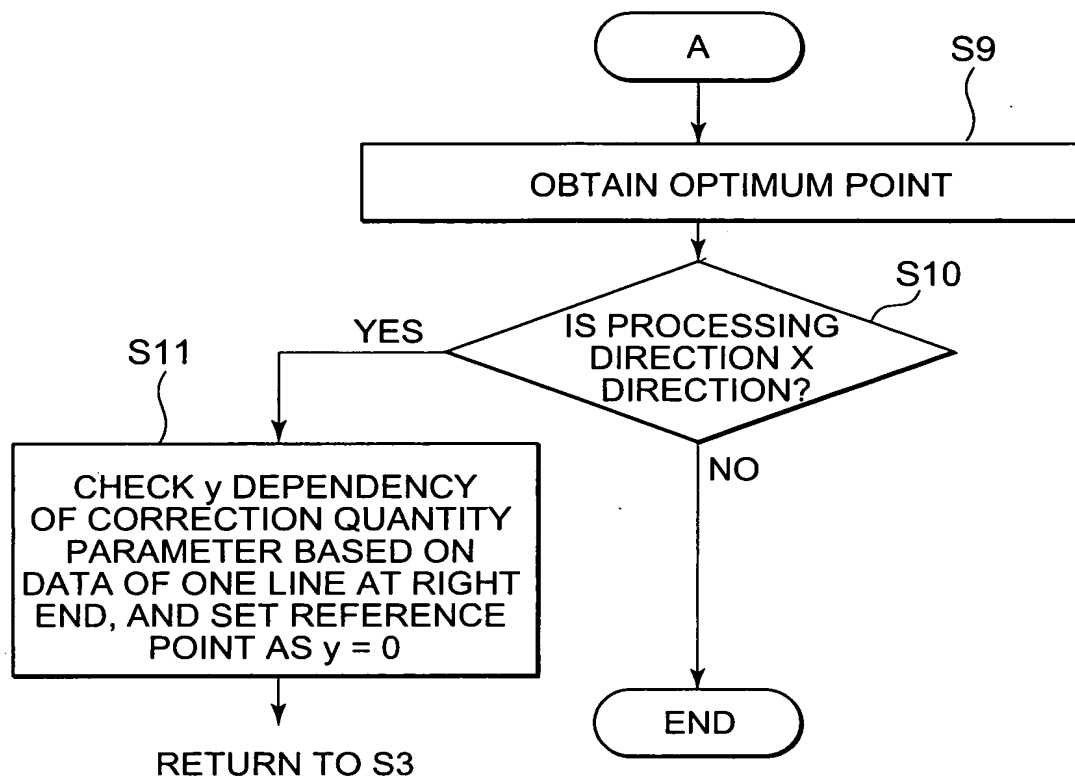 A
S9
OBTAIN OPTIMUM POINT
S10
IS PROCESSING
DIRECTION X
DIRECTION?
YES
S11
NO
CHECK y DEPENDENCY
OF CORRECTION QUANTITY
PARAMETER BASED ON
DATA OF ONE LINE AT RIGHT
END, AND SET REFERENCE
POINT AS y = 0
END
RETURN TO S3